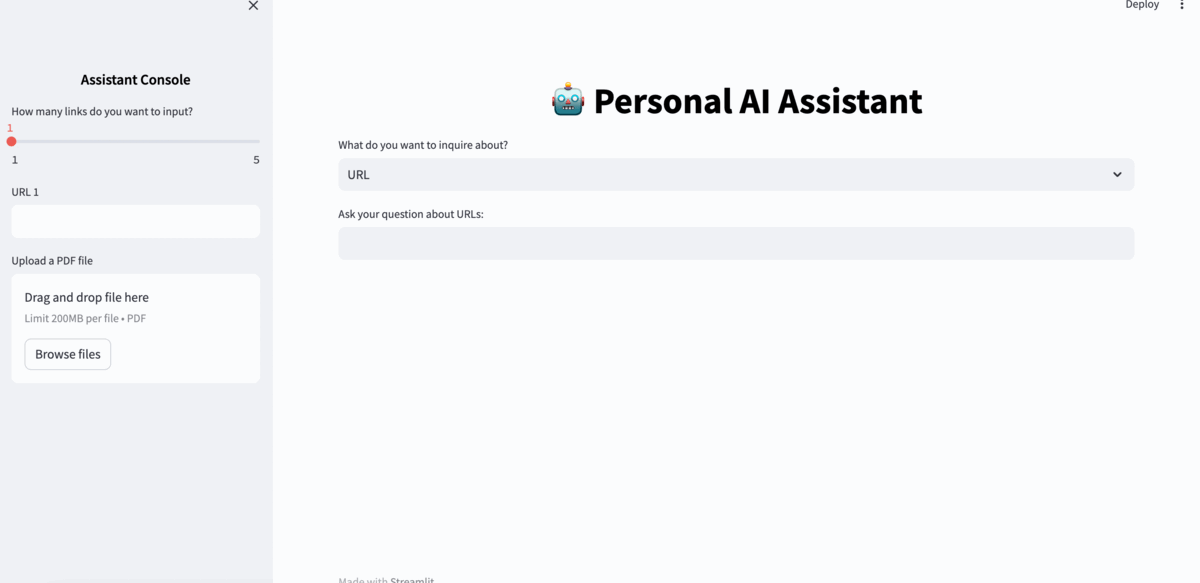 Deploy
Assistant Console
How many links do you want to input?
1
1 5
URL 1
Upload a PDF file
Drag and drop file here
Limit 200MB per file • PDF
Browse files
Personal AI Assistant
What do you want to inquire about?
URL
Ask your question about URLs:
Made with Streamlit